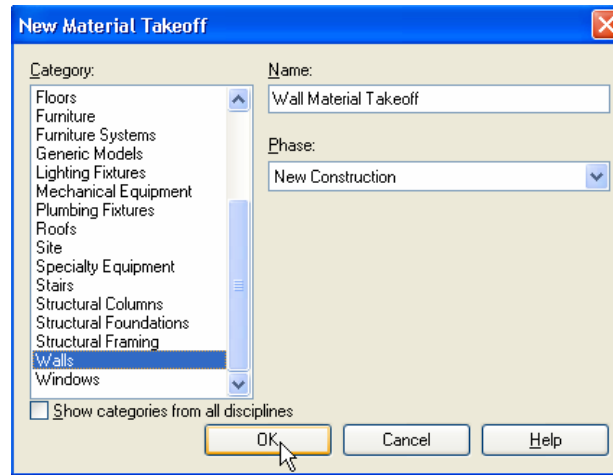 New Material Takeoff
Category:
Floors
Furniture
Furniture Systems
Generic Models
Lighting Fixtures
Mechanical Equipment
Plumbing Fixtures
Roofs
Site
Specialty Equipment
Stairs
Structural Columns
Structural Foundations
Structural Framing
Walls
Windows
Show categories from all disciplines
Name:
Wall Material Takeoff
Phase:
New Construction
OK
Cancel
Help